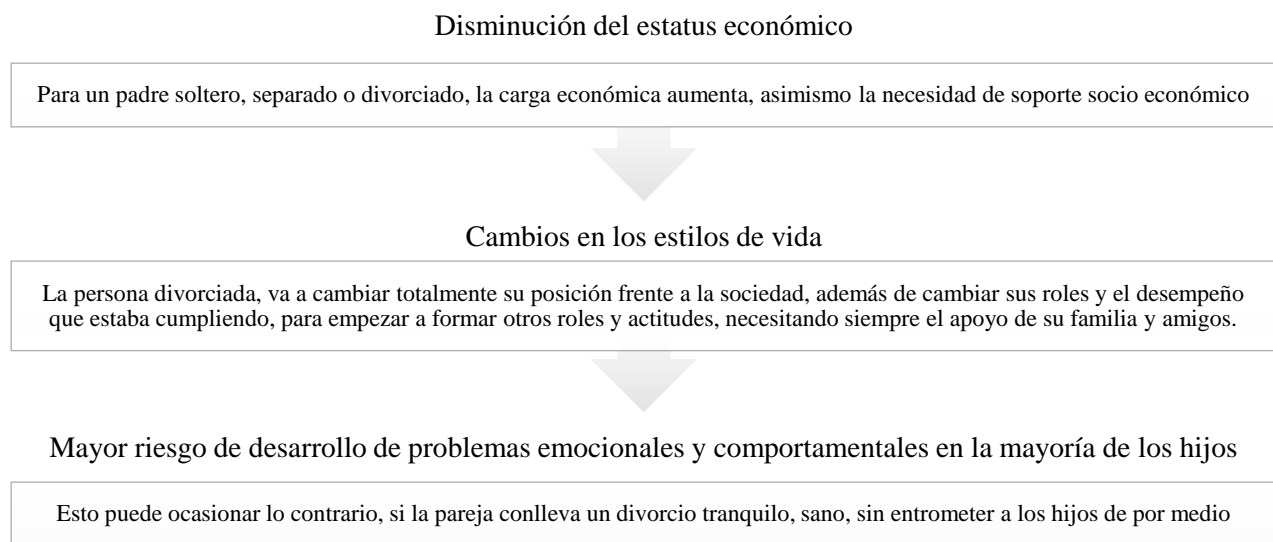 Disminución del estatus económico
Para un padre soltero, separado o divorciado, la carga económica aumenta, asimismo la necesidad de soporte socio económico
Cambios en los estilos de vida
La persona divorciada, va a cambiar totalmente su posición frente a la sociedad, además de cambiar sus roles y el desempeño
que estaba cumpliendo, para empezar a formar otros roles y actitudes, necesitando siempre el apoyo de su familia y amigos.
Mayor riesgo de desarrollo de problemas emocionales y comportamentales en la mayoría de los hijos
Esto puede ocasionar lo contrario, si la pareja conlleva un divorcio tranquilo, sano, sin entrometer a los hijos de por medio